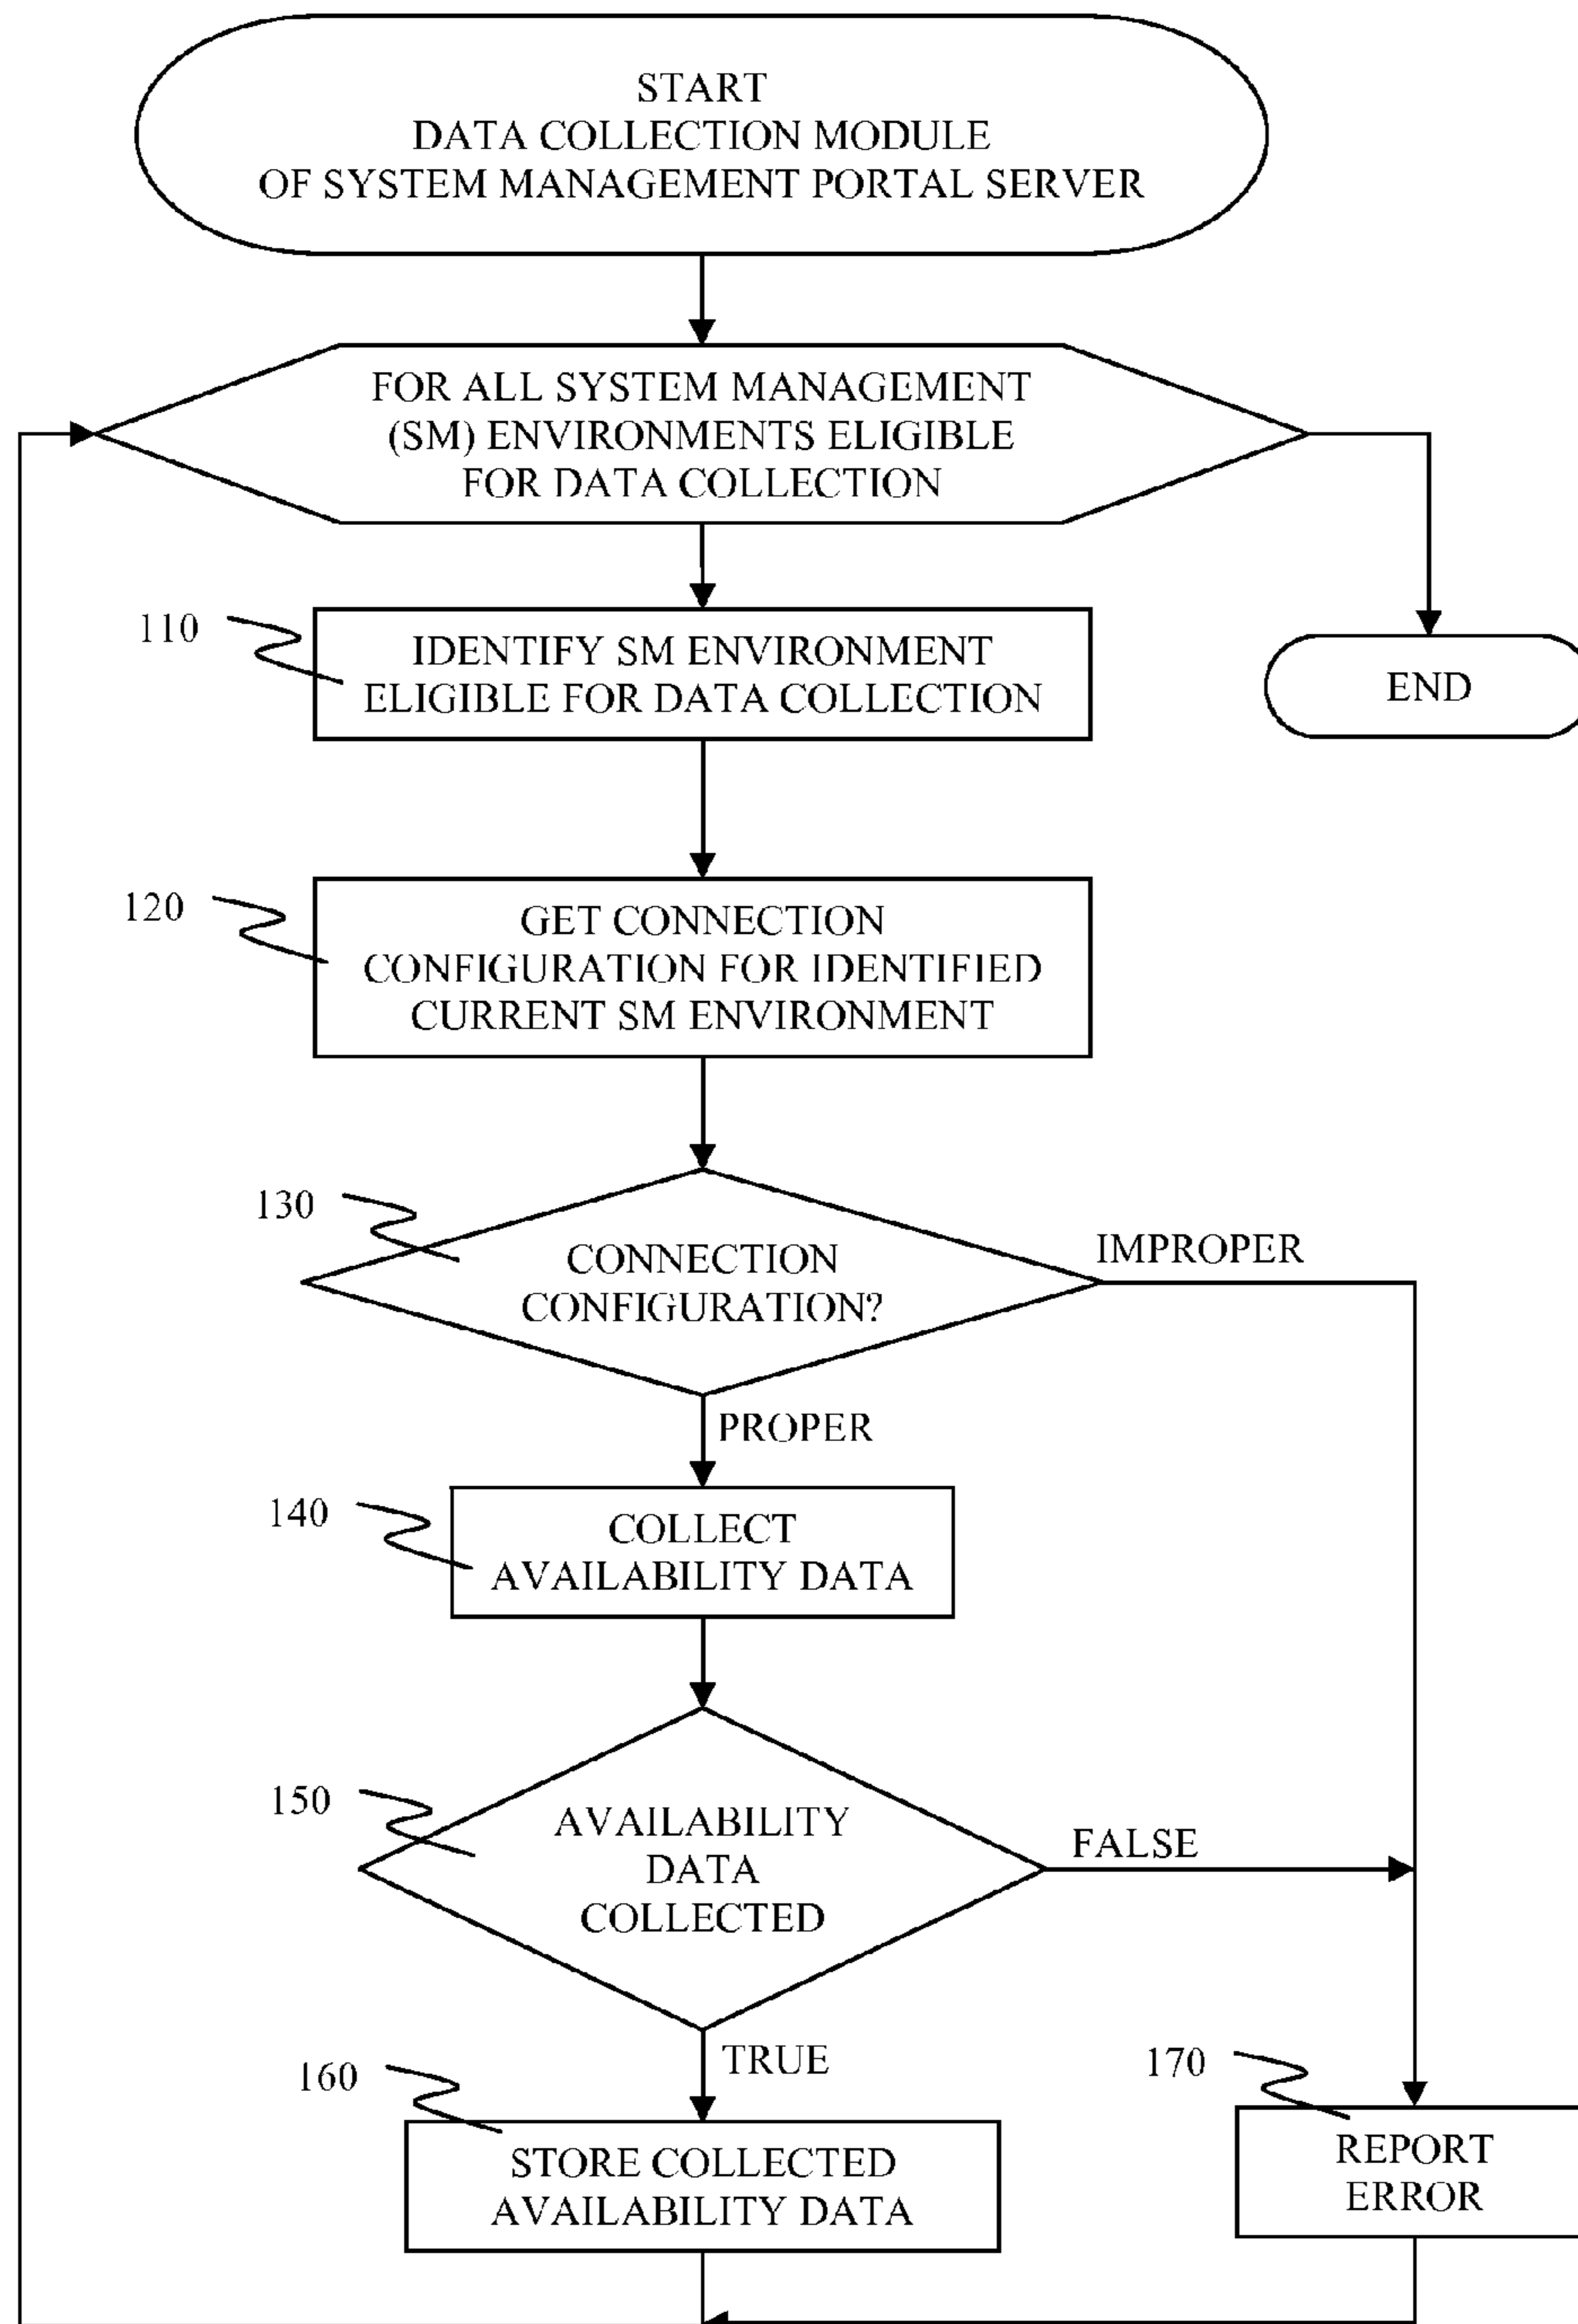 START
DATA COLLECTION MODULE
OF SYSTEM MANAGEMENT PORTAL SERVER
FOR ALL SYSTEM MANAGEMENT
(SM) ENVIRONMENTS ELIGIBLE
FOR DATA COLLECTION
110
IDENTIFY SM ENVIRONMENT
ELIGIBLE FOR DATA COLLECTION
END
120
GET CONNECTION
CONFIGURATION FOR IDENTIFIED
CURRENT SM ENVIRONMENT
130
CONNECTION
CONFIGURATION?
IMPROPER
PROPER
140
COLLECT
AVAILABILITY DATA
150
AVAILABILITY
DATA
COLLECTED
FALSE
TRUE
160
STORE COLLECTED
AVAILABILITY DATA
170
REPORT
ERROR